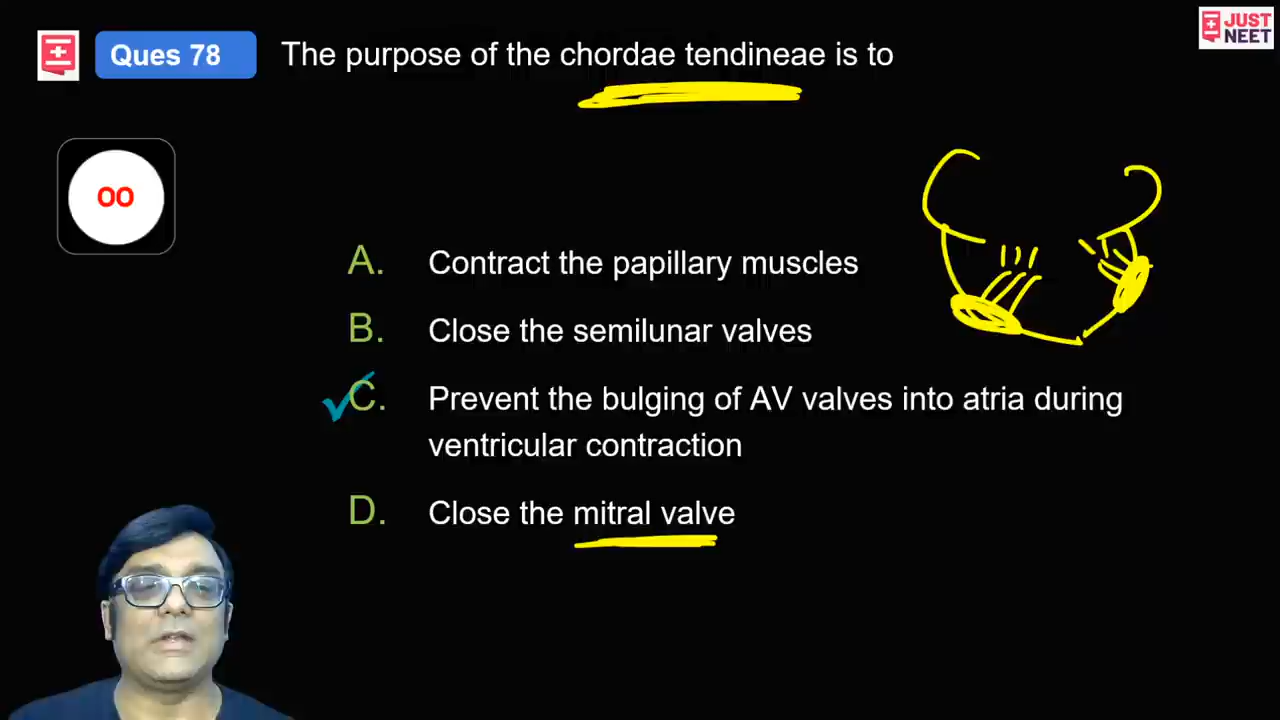 JUST
NEET
Ques 78
The purpose of the chordae tendineae is to
00
A. Contract the papillary muscles
B. Close the semilunar valves
C. Prevent the bulging of AV valves into atria during
ventricular contraction
D. Close the mitral valve